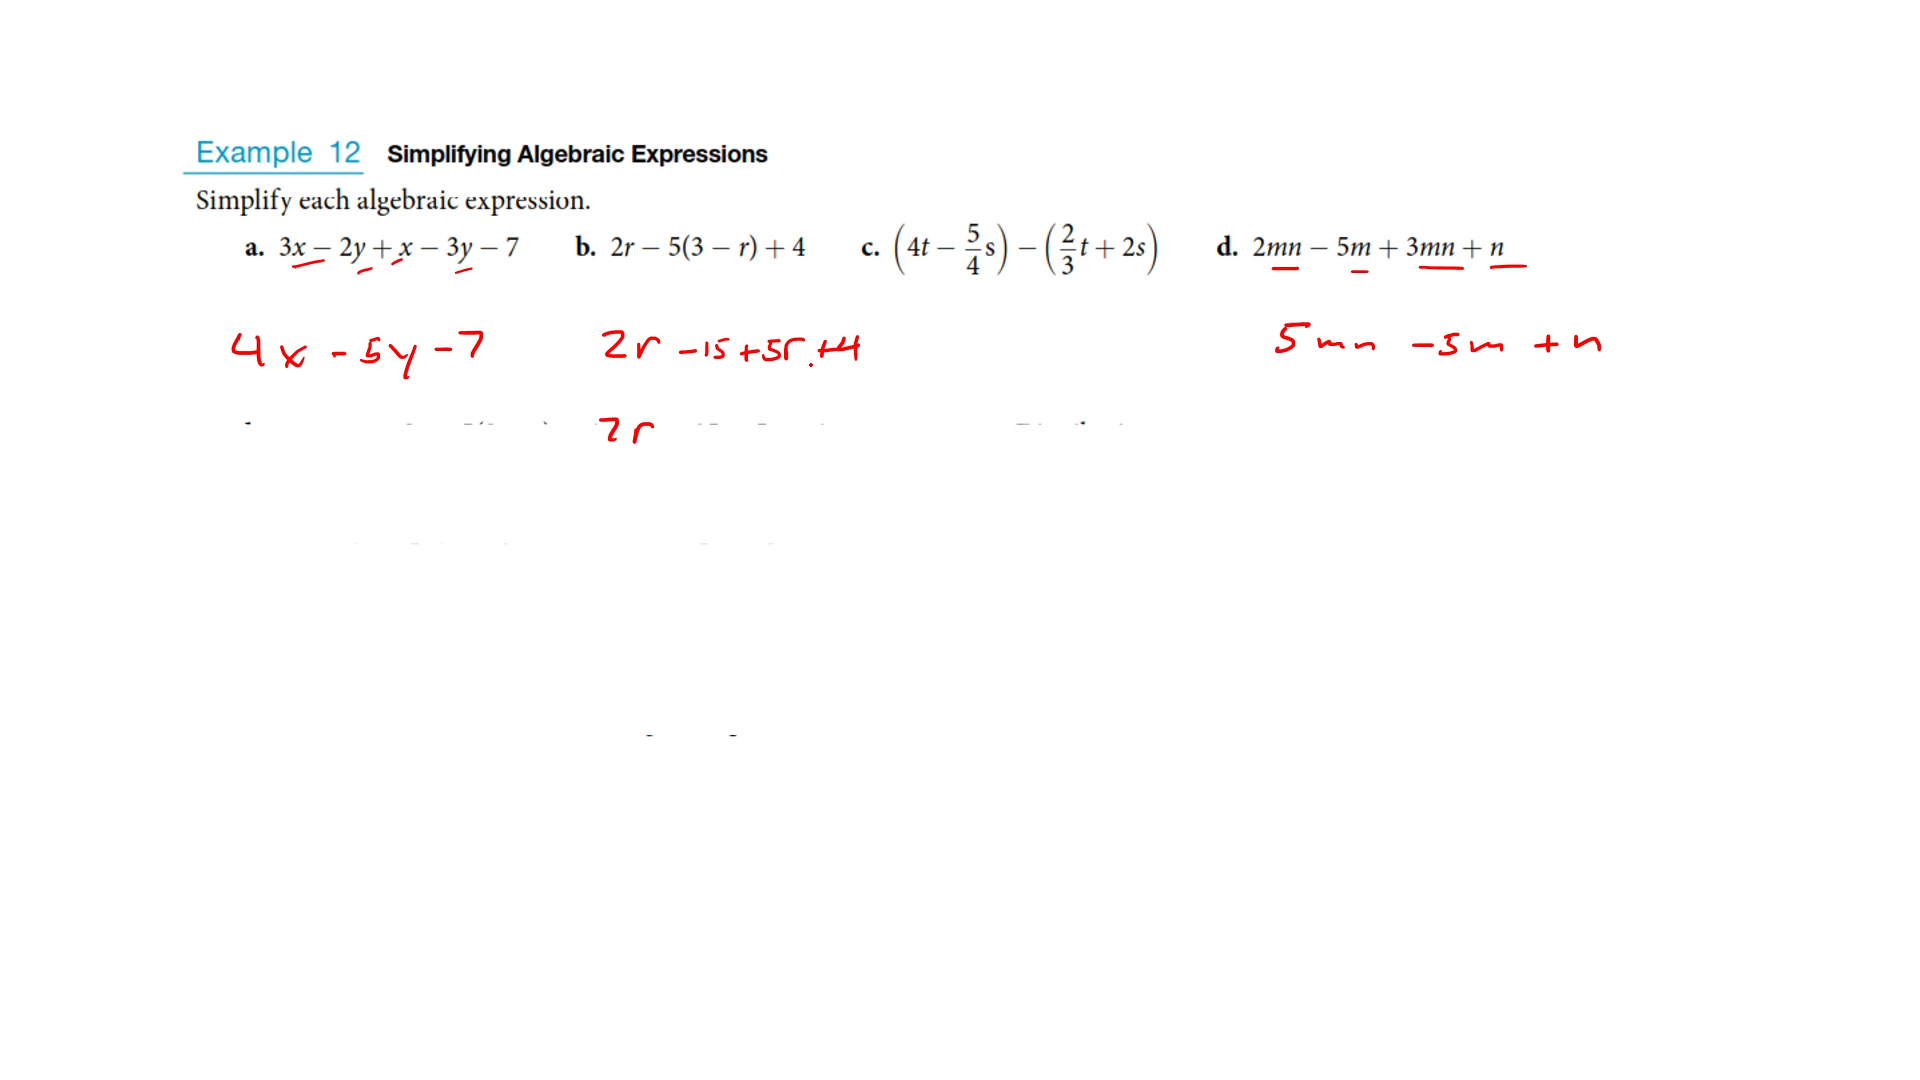 Example 12 Simplifying Algebraic Expressions
Simplify each algebraic expression.
a. 3x − 2y + x − 3y − 7 b. 2r − 5(3 − r) + 4 c. (4t − 5/4 s) − (2/3 t + 2s) d. 2mn − 5m + 3mn + n
4x - 5y - 7 2r - 15 + 5r + 4 5mn - 5m + n
7r